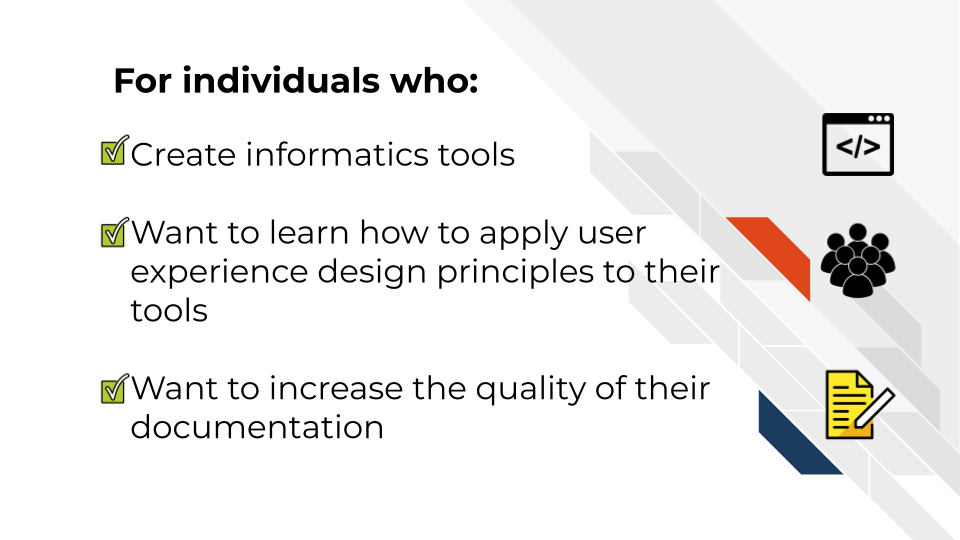 For individuals who:
Create informatics tools
</>
Want to learn how to apply user
experience design principles to their
tools
Want to increase the quality of their
documentation